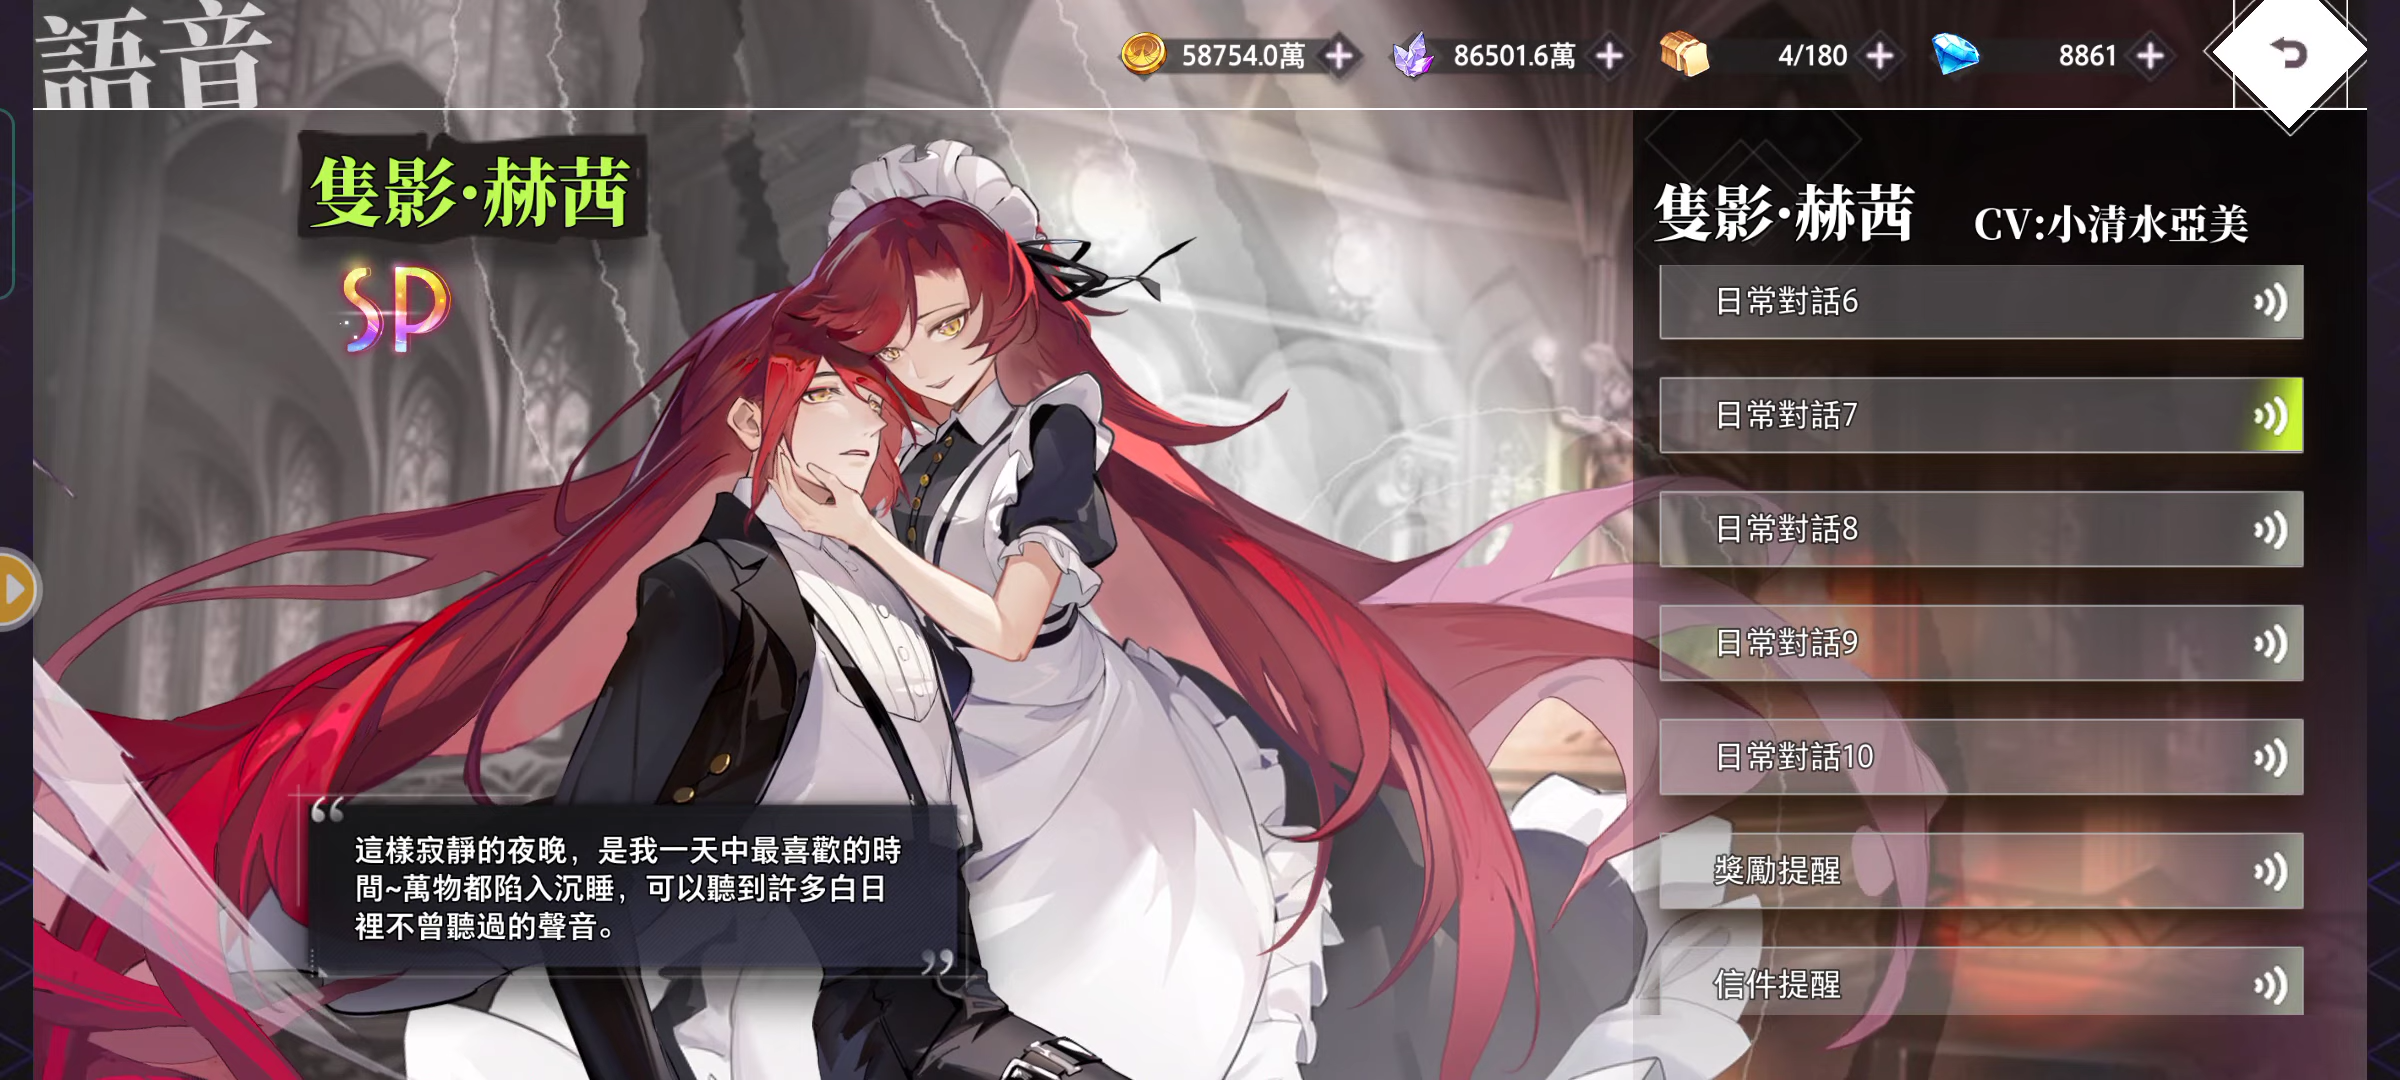 語音
58754.0萬
86501.6萬
4/180
8861
隻影·赫茜
SP
隻影·赫茜 CV:小清水亞美
日常對話6
日常對話7
日常對話8
日常對話9
日常對話10
獎勵提醒
信件提醒
“
這樣寂靜的夜晚，是我一天中最喜歡的時
間~萬物都陷入沉睡，可以聽到許多白日
裡不曾聽過的聲音。
”